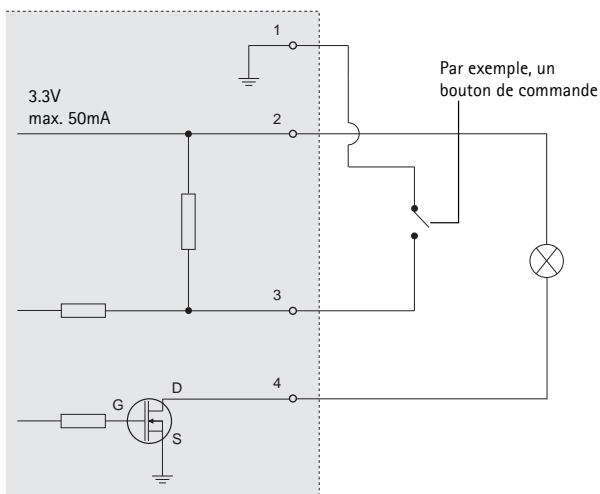 1
Par exemple, un
bouton de commande
3.3V
max. 50mA
2
3
4
D
G
S